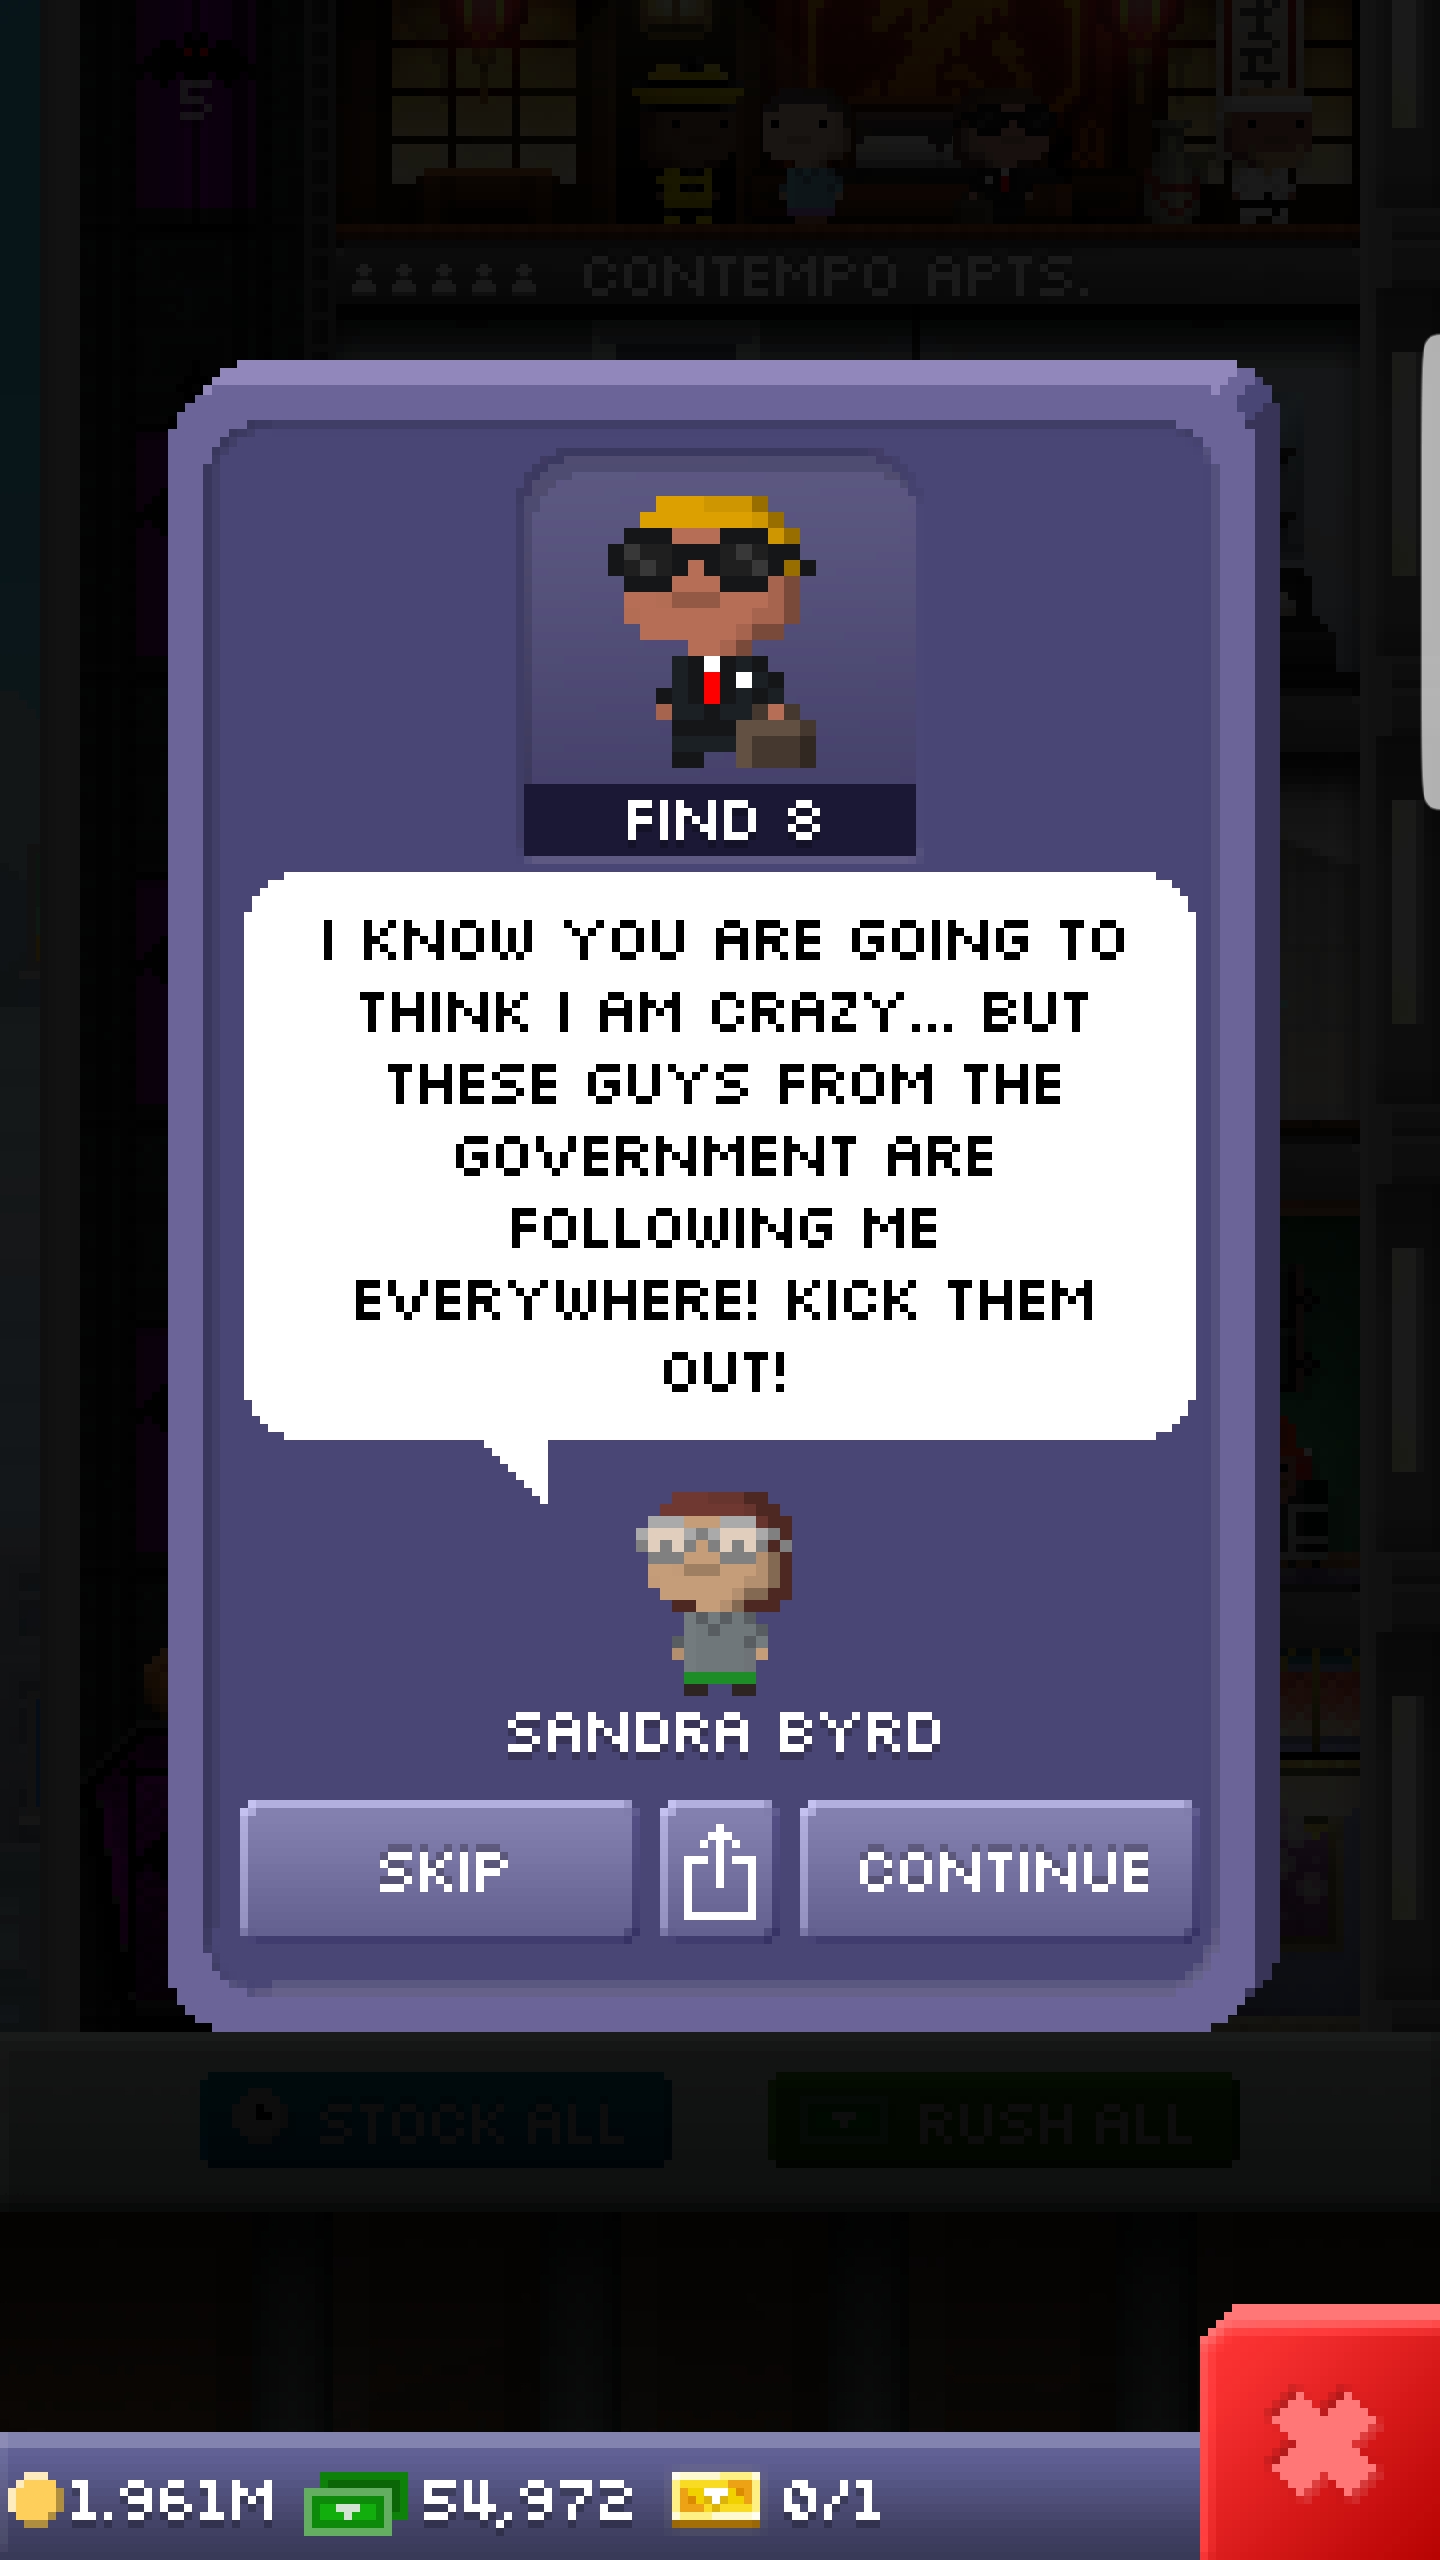 5
CONTEMPO APTS.
FIND 8
I KNOW YOU ARE GOING TO
THINK I AM CRAZY... BUT
THESE GUYS FROM THE
GOVERNMENT ARE
FOLLOWING ME
EVERYWHERE! KICK THEM
OUT!
SANDRA BYRD
SKIP
CONTINUE
STOCK ALL
RUSH ALL
1.961M
54,972
0/1